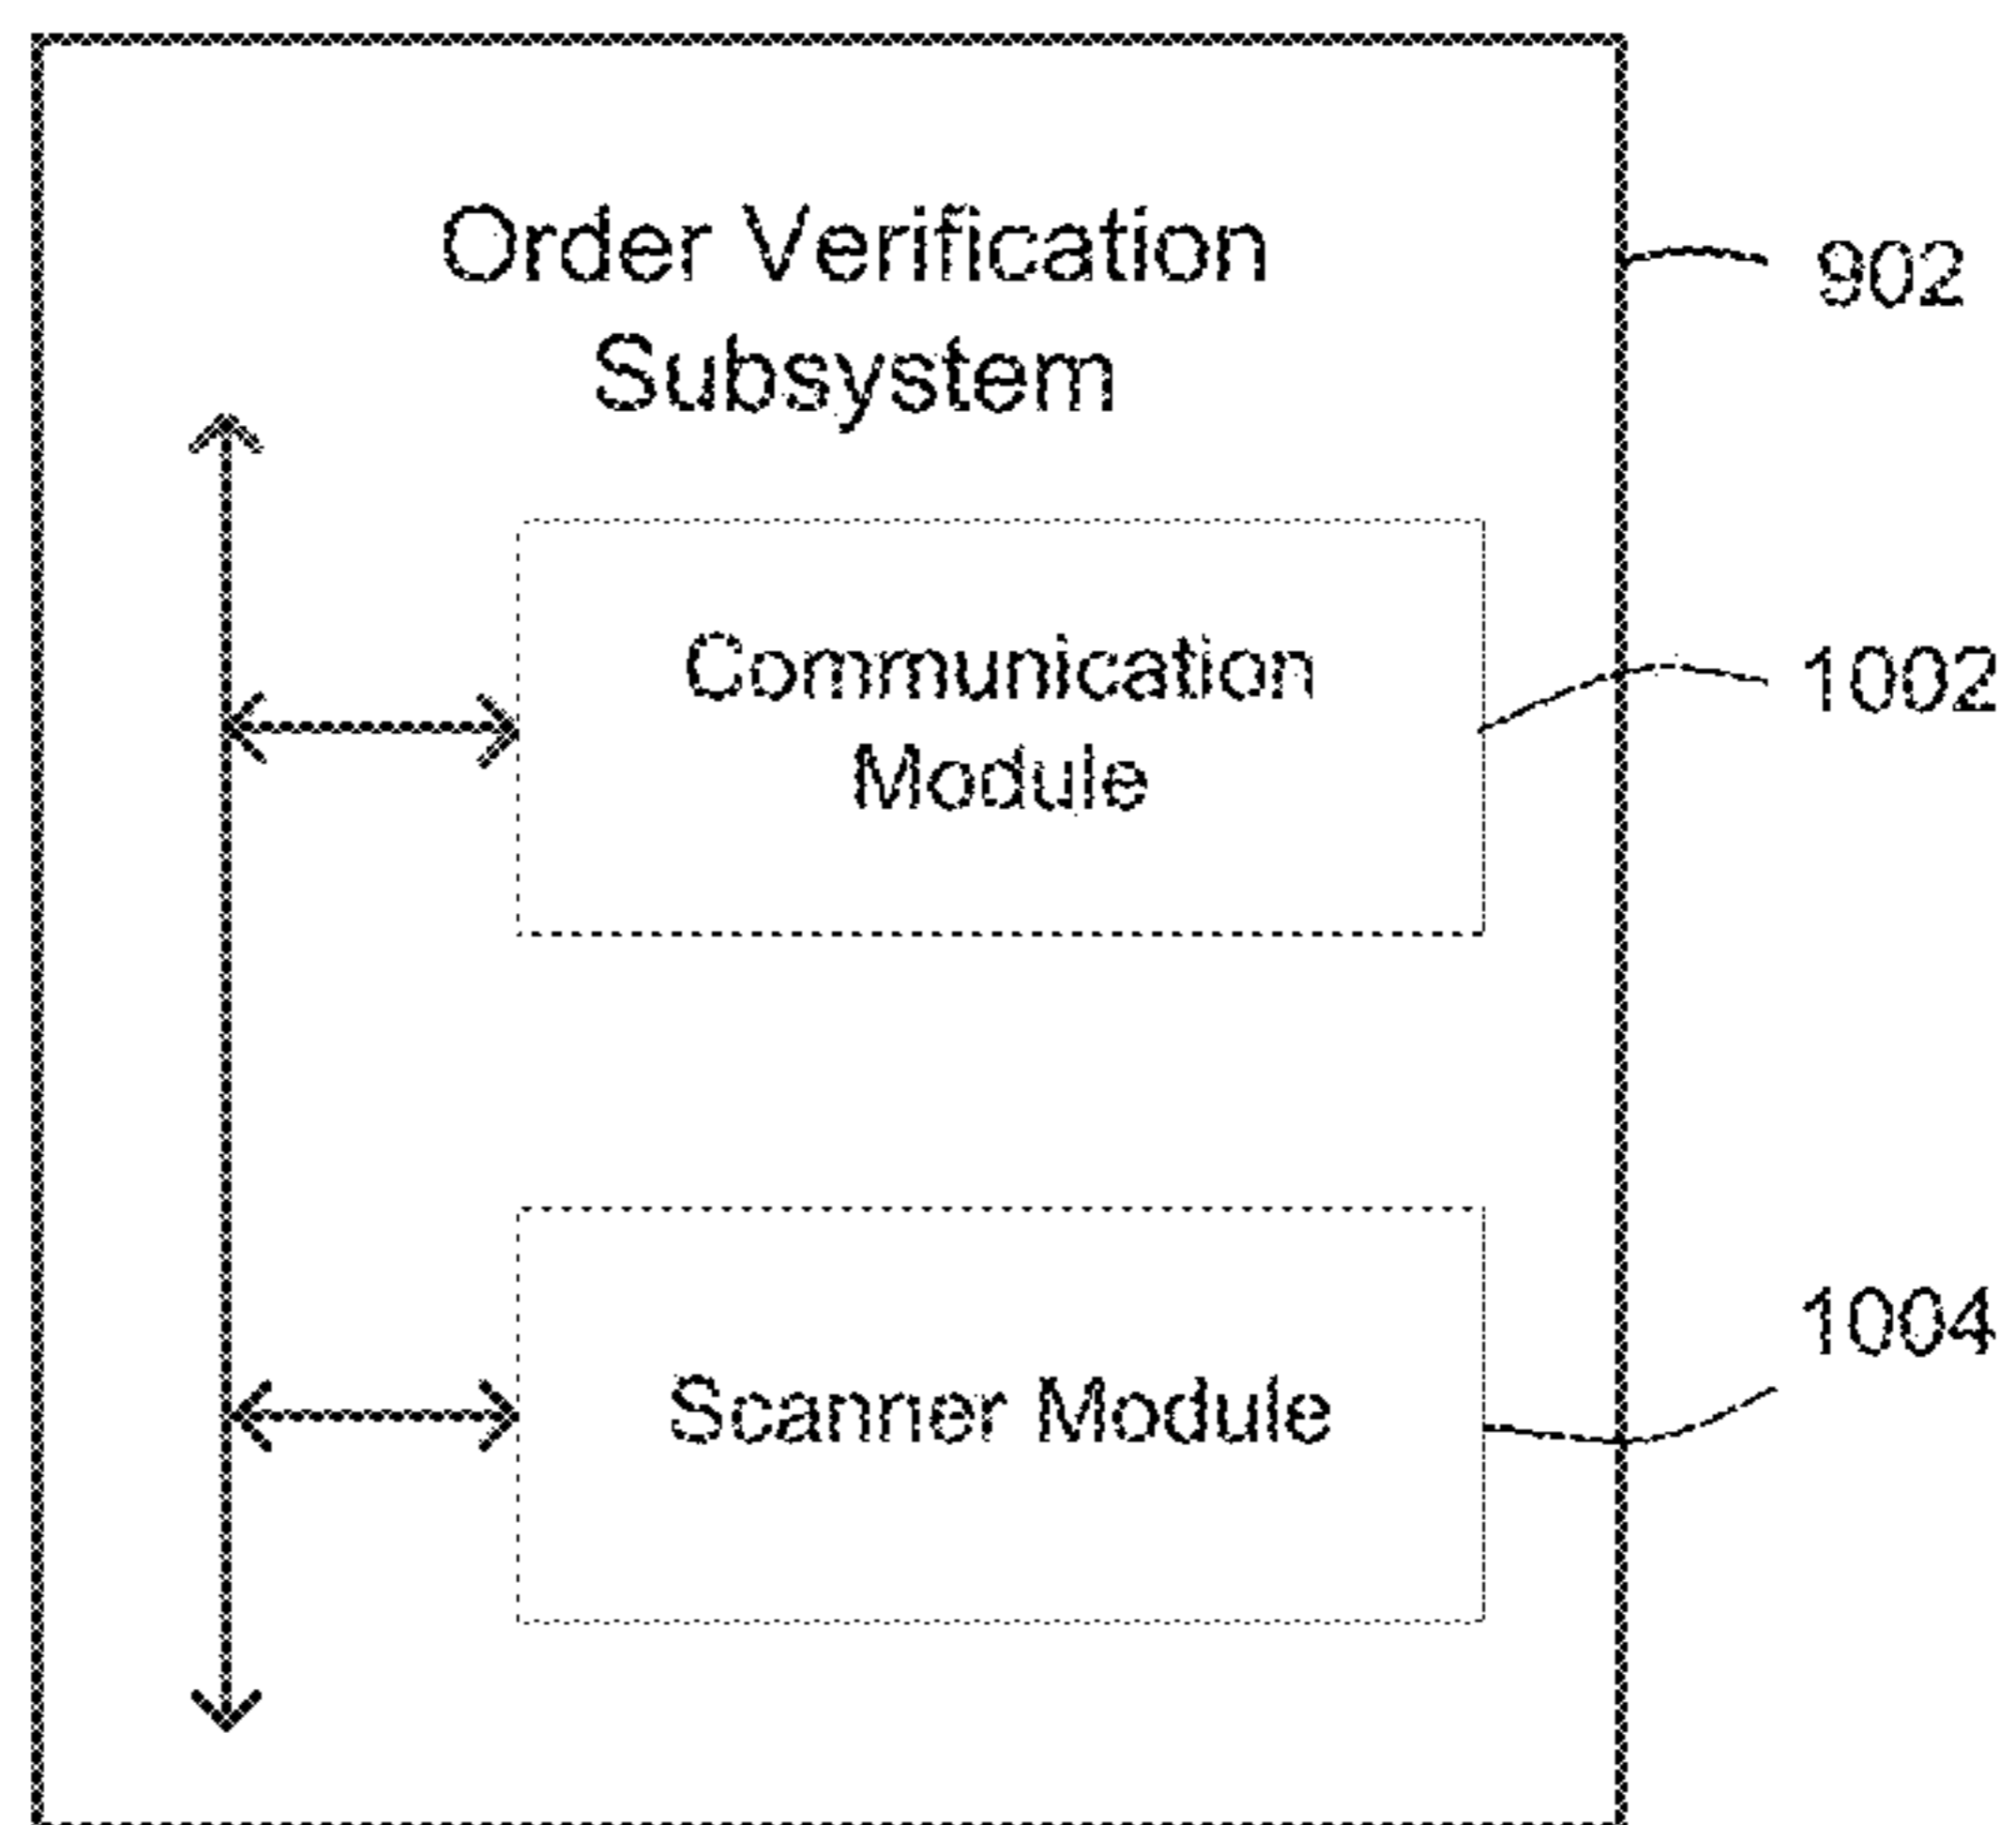 Order Verification
Subsystem
902
Communication
Module
1002
Scanner Module
1004